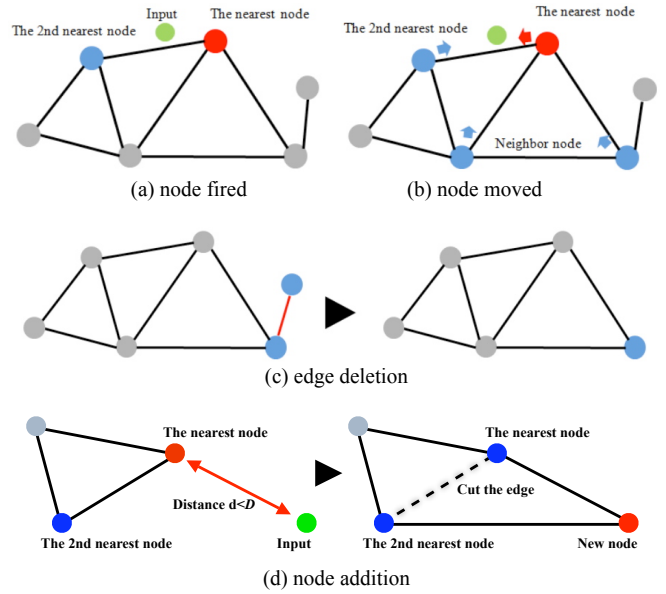 Input
The nearest node
The 2nd nearest node
(a) node fired
The nearest node
Input
The 2nd nearest node
Neighbor node
(b) node moved
(c) edge deletion
The nearest node
Distance d<D
The 2nd nearest node
Input
The nearest node
Cut the edge
The 2nd nearest node
New node
(d) node addition